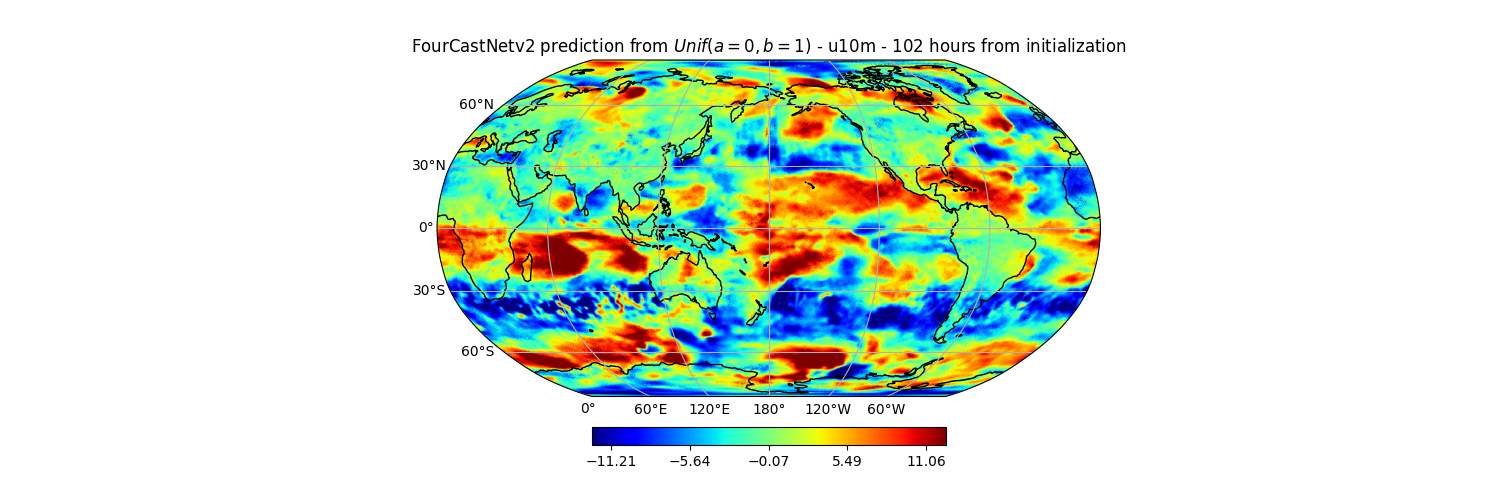 FourCastNetv2 prediction from Unif(a = 0, b = 1) - u10m - 102 hours from initialization
60°N
30°N
0°
30°S
60°S
0° 60°E 120°E 180° 120°W 60°W
−11.21 −5.64 −0.07 5.49 11.06